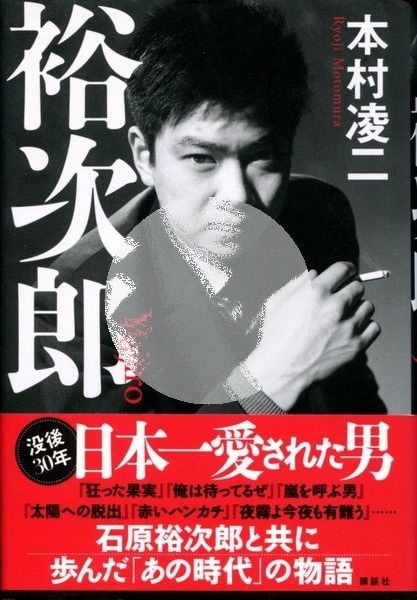 本村凌二
Ryoji Motomura
裕次郎
没後
30年
日本一愛された男
『狂った果実』『俺は待ってるぜ』『嵐を呼ぶ男』
『太陽への脱出』『赤いハンカチ』『夜霧よ今夜も有難う』……
石原裕次郎と共に
歩んだ「あの時代」の物語
講談社